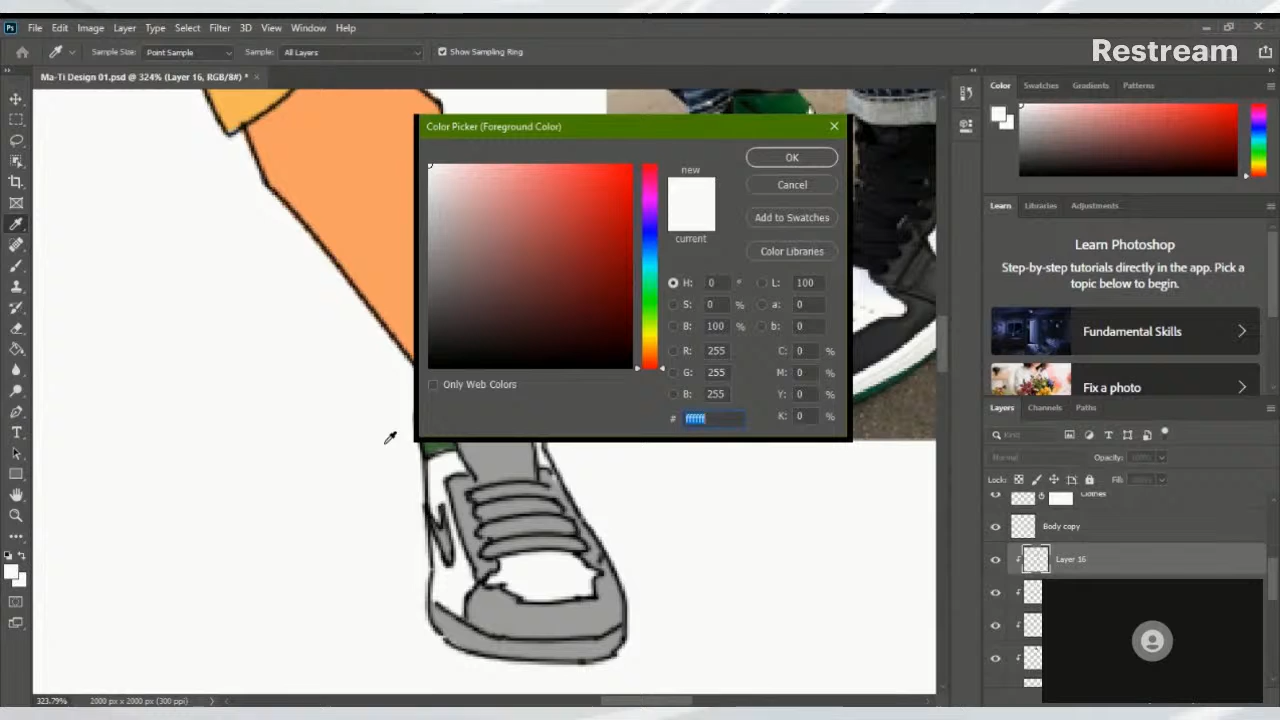 Ps File Edit Image Layer Type Select Filter 3D View Window Help
Sample Size: Point Sample Sample: All Layers Show Sampling Ring
Restream
Ma-Ti Design 01.psd @ 324% (Layer 16, RGB/8#) *
Color Swatches Gradients Patterns
Color Picker (Foreground Color)
new
current
OK
Cancel
Add to Swatches
Color Libraries
H: 0 ° L: 100
S: 0 % a: 0
B: 100 % b: 0
R: 255 C: 0 %
G: 255 M: 0 %
B: 255 Y: 0 %
# ffffff K: 0 %
Only Web Colors
Learn Libraries Adjustments
Learn Photoshop
Step-by-step tutorials directly in the app. Pick a
topic below to begin.
Fundamental Skills
Fix a photo
Layers Channels Paths
Kind
Normal Opacity:
Lock: Fill:
Clothes
Body copy
Layer 16
323.79% 2000 px x 2000 px (300 ppi)